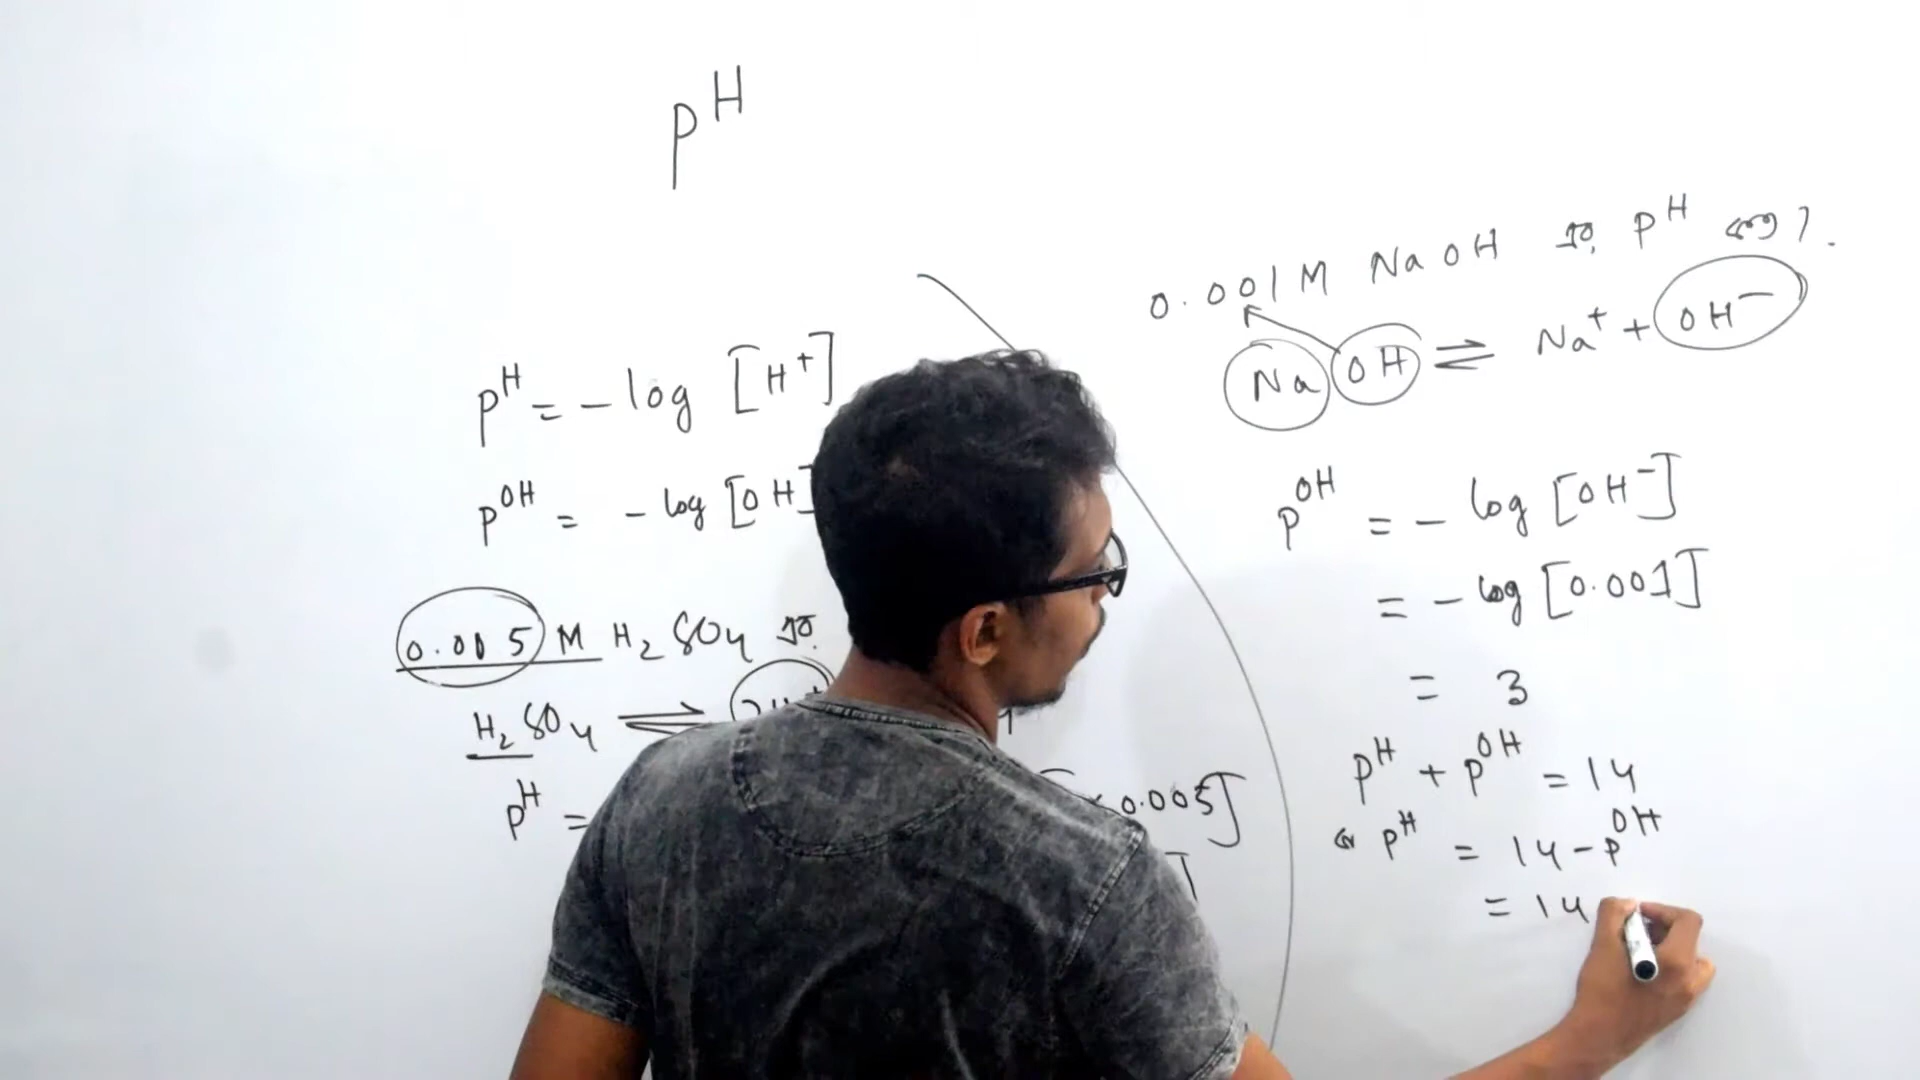 pH
pH = - log [H+]
pOH = - log [OH]
0.005 M H2SO4 এর
H2SO4 ⇌
pH =
0.005]
0.001 M NaOH এর pH কত?
NaOH ⇌ Na+ + OH-
pOH = - log [OH-]
= - log [0.001]
= 3
pH + pOH = 14
বা pH = 14 - pOH
= 14